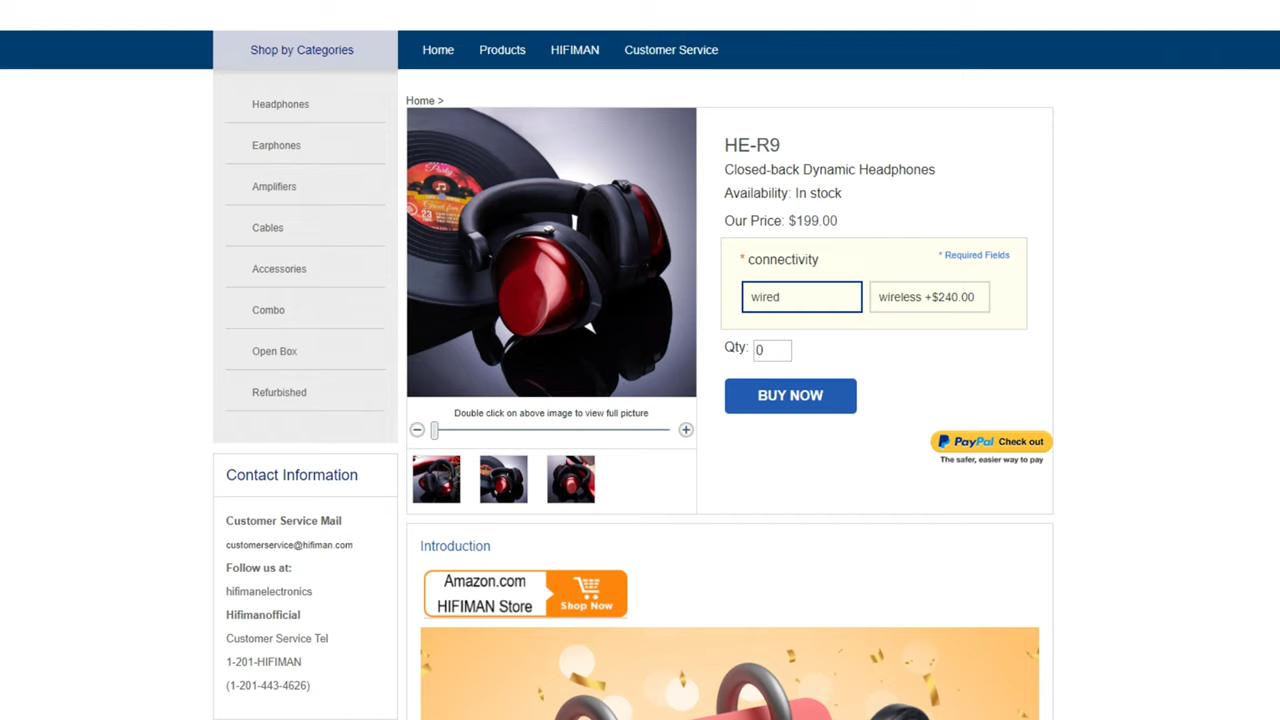 Shop by Categories
Home
Products
HIFIMAN
Customer Service
Headphones
Earphones
Amplifiers
Cables
Accessories
Combo
Open Box
Refurbished
Contact Information
Customer Service Mail
customerservice@hifiman.com
Follow us at:
hifimanelectronics
Hifimanofficial
Customer Service Tel
1-201-HIFIMAN
(1-201-443-4626)
Home >
23
Double click on above image to view full picture
HE-R9
Closed-back Dynamic Headphones
Availability: In stock
Our Price: $199.00
* connectivity
* Required Fields
wired
wireless +$240.00
Qty: 0
BUY NOW
PayPal Check out
The safer, easier way to pay
Introduction
Amazon.com
HIFIMAN Store
Shop Now